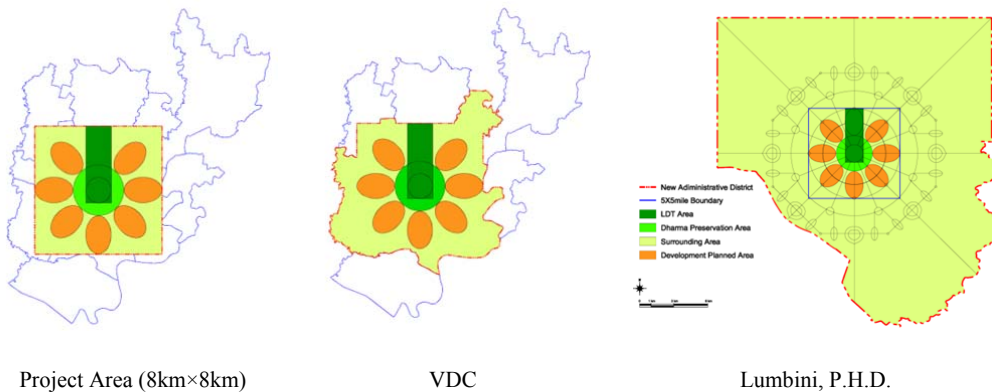 New Adiministrative District
5X5mile Boundary
LDT Area
Dharma Preservation Area
Surrounding Area
Development Planned Area
Project Area (8km×8km)
VDC
Lumbini, P.H.D.